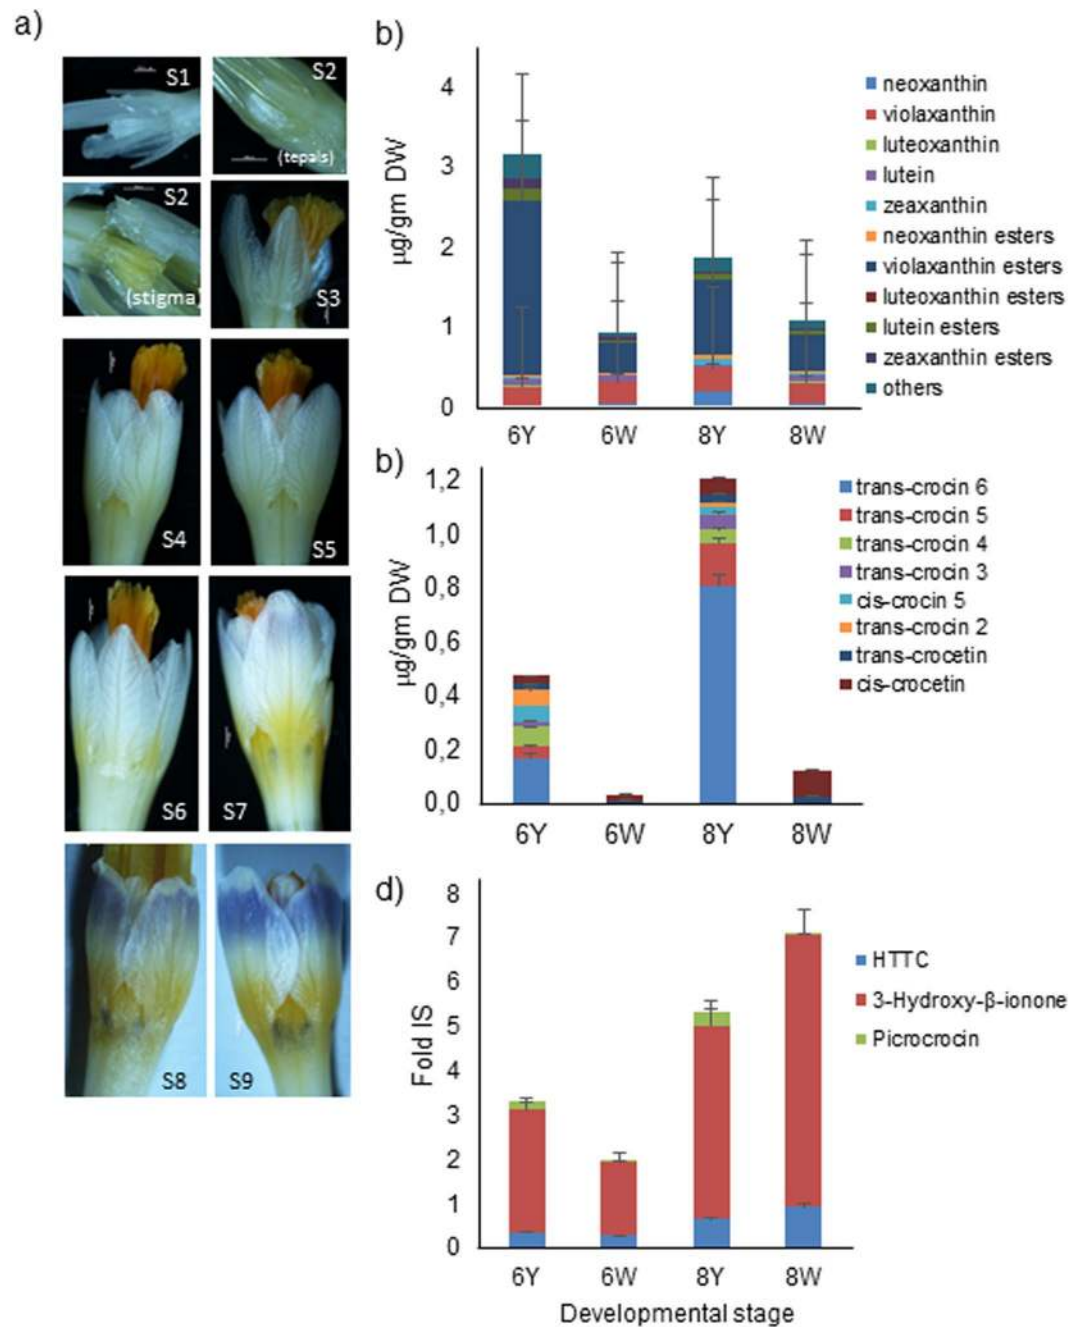 a)
S1
S2
(tepals)
S2
(stigma)
S3
S4
S5
S6
S7
S8
S9
b)
µg/gm DW
4
3
2
1
0
6Y 6W 8Y 8W
neoxanthin
violaxanthin
luteoxanthin
lutein
zeaxanthin
neoxanthin esters
violaxanthin esters
luteoxanthin esters
lutein esters
zeaxanthin esters
others
b)
µg/gm DW
1,2
1,0
0,8
0,6
0,4
0,2
0,0
6Y 6W 8Y 8W
trans-crocin 6
trans-crocin 5
trans-crocin 4
trans-crocin 3
cis-crocin 5
trans-crocin 2
trans-crocetin
cis-crocetin
d)
Fold IS
8
7
6
5
4
3
2
1
0
6Y 6W 8Y 8W
Developmental stage
HTTC
3-Hydroxy-β-ionone
Picrocrocin